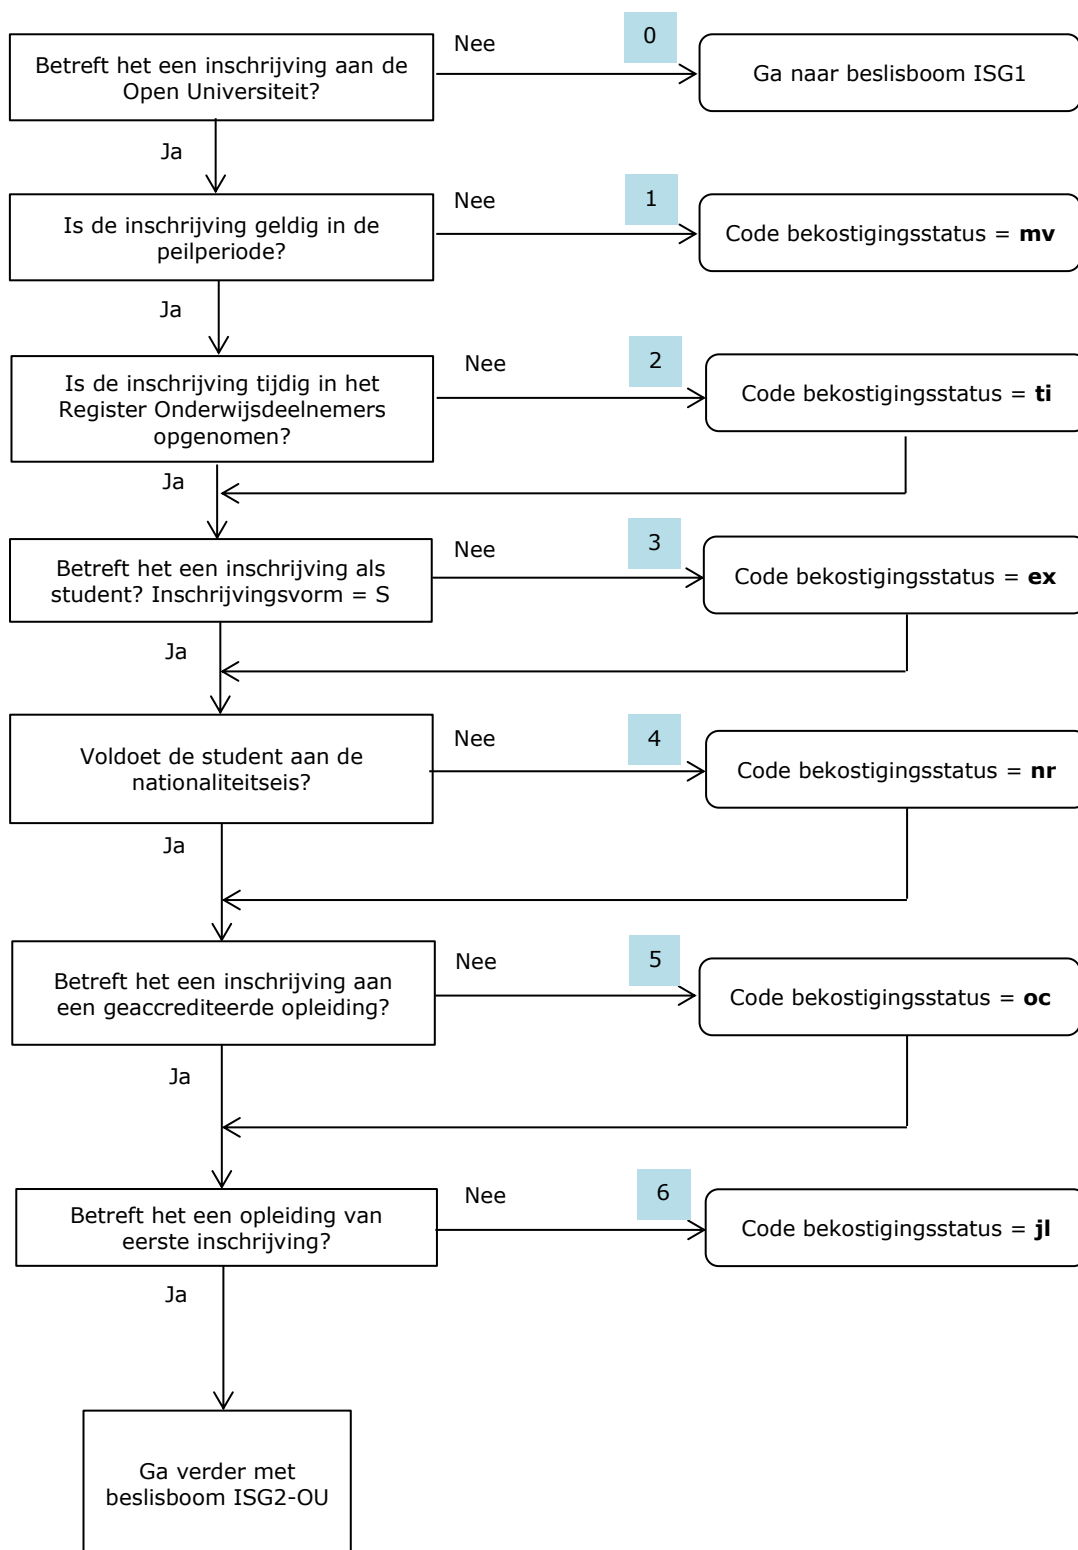 Betreft het een inschrijving aan de
Open Universiteit?
Nee
0
Ga naar beslisboom ISG1
Ja
Is de inschrijving geldig in de
peilperiode?
Nee
1
Code bekostigingsstatus = mv
Ja
Is de inschrijving tijdig in het
Register Onderwijsdeelnemers
opgenomen?
Nee
2
Code bekostigingsstatus = ti
Ja
Betreft het een inschrijving als
student? Inschrijvingsvorm = S
Nee
3
Code bekostigingsstatus = ex
Ja
Voldoet de student aan de
nationaliteitseis?
Nee
4
Code bekostigingsstatus = nr
Ja
Betreft het een inschrijving aan
een geaccrediteerde opleiding?
Nee
5
Code bekostigingsstatus = oc
Ja
Betreft het een opleiding van
eerste inschrijving?
Nee
6
Code bekostigingsstatus = jl
Ja
Ga verder met
beslisboom ISG2-OU